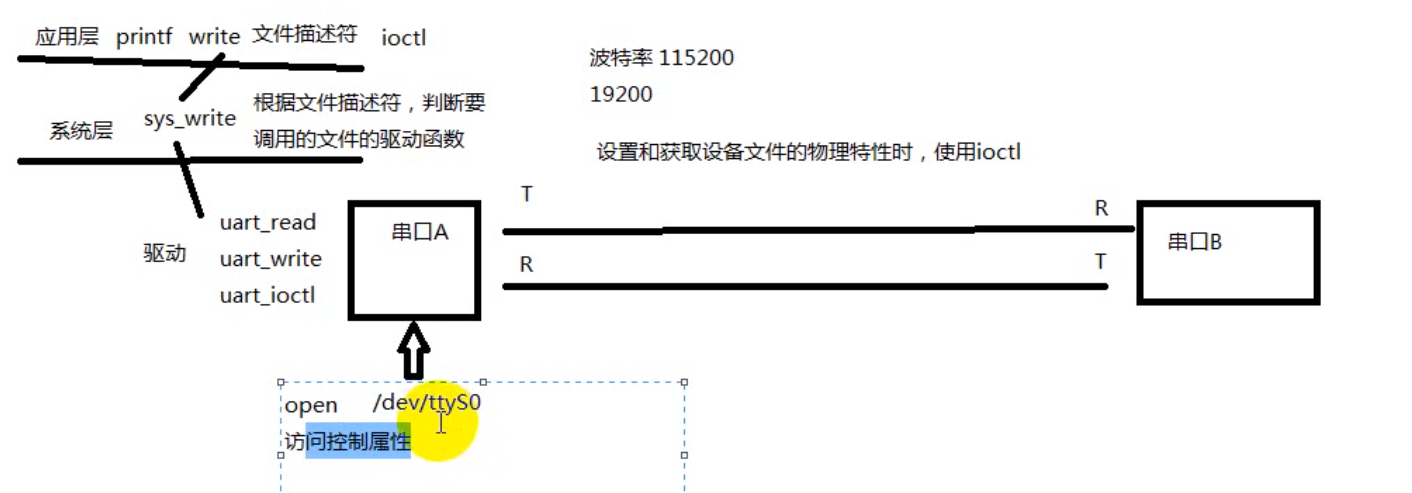 应用层 printf write 文件描述符 ioctl
波特率 115200
19200
系统层 sys_write 根据文件描述符，判断要
调用的文件的驱动函数
设置和获取设备文件的物理特性时，使用ioctl
T
R
uart_read
驱动
uart_write
uart_ioctl
串口A
R
T
串口B
open /dev/ttyS0
访问控制属性